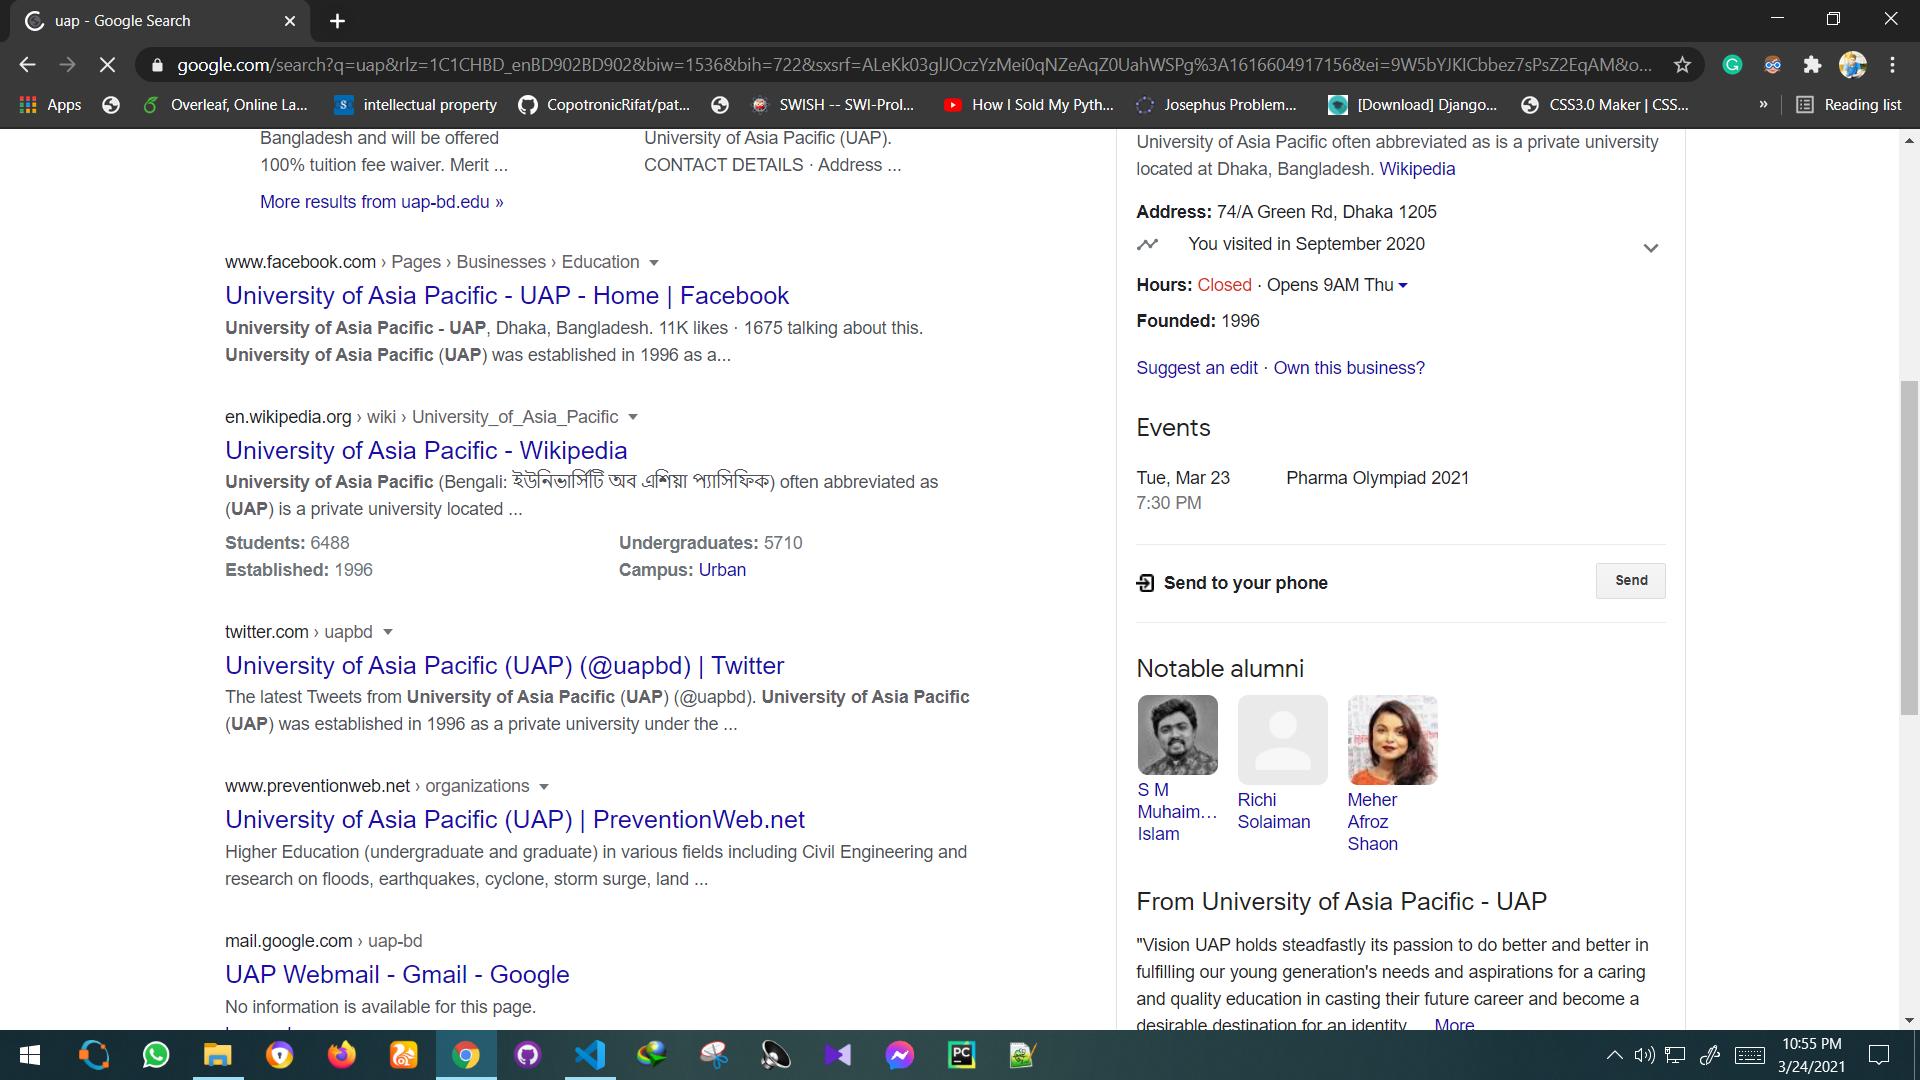 uap - Google Search
google.com/search?q=uap&rlz=1C1CHBD_enBD902BD902&biw=1536&bih=722&sxsrf=ALeKk03glJOczYzMei0qNZeAqZ0UahWSPg%3A1616604917156&ei=9W5bYJKICbbez7sPsZ2EqAM&o...
Apps
Overleaf, Online La...
intellectual property
CopotronicRifat/pat...
SWISH -- SWI-Prol...
How I Sold My Pyth...
Josephus Problem...
[Download] Django...
CSS3.0 Maker | CSS...
»
Reading list
Bangladesh and will be offered
100% tuition fee waiver. Merit ...
University of Asia Pacific (UAP).
CONTACT DETAILS · Address ...
More results from uap-bd.edu »
www.facebook.com › Pages › Businesses › Education
University of Asia Pacific - UAP - Home | Facebook
University of Asia Pacific - UAP, Dhaka, Bangladesh. 11K likes · 1675 talking about this.
University of Asia Pacific (UAP) was established in 1996 as a...
en.wikipedia.org › wiki › University_of_Asia_Pacific
University of Asia Pacific - Wikipedia
University of Asia Pacific (Bengali: ইউনিভার্সিটি অব এশিয়া প্যাসিফিক) often abbreviated as
(UAP) is a private university located ...
Students: 6488
Undergraduates: 5710
Established: 1996
Campus: Urban
twitter.com › uapbd
University of Asia Pacific (UAP) (@uapbd) | Twitter
The latest Tweets from University of Asia Pacific (UAP) (@uapbd). University of Asia Pacific
(UAP) was established in 1996 as a private university under the ...
www.preventionweb.net › organizations
University of Asia Pacific (UAP) | PreventionWeb.net
Higher Education (undergraduate and graduate) in various fields including Civil Engineering and
research on floods, earthquakes, cyclone, storm surge, land ...
mail.google.com › uap-bd
UAP Webmail - Gmail - Google
No information is available for this page.
University of Asia Pacific often abbreviated as is a private university
located at Dhaka, Bangladesh. Wikipedia
Address: 74/A Green Rd, Dhaka 1205
You visited in September 2020
Hours: Closed · Opens 9AM Thu
Founded: 1996
Suggest an edit · Own this business?
Events
Tue, Mar 23
Pharma Olympiad 2021
7:30 PM
Send to your phone
Send
Notable alumni
S M
Muhaim...
Islam
Richi
Solaiman
Meher
Afroz
Shaon
From University of Asia Pacific - UAP
"Vision UAP holds steadfastly its passion to do better and better in
fulfilling our young generation's needs and aspirations for a caring
and quality education in casting their future career and become a
desirable destination for an identity ... More
PC
10:55 PM
3/24/2021